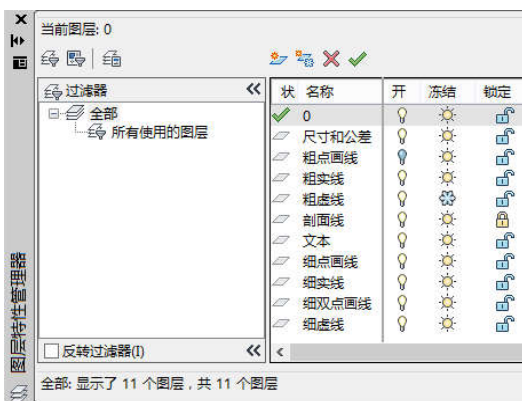 当前图层: 0
过滤器
全部
所有使用的图层
反转过滤器(I)
状 名称 开 冻结 锁定
0
尺寸和公差
粗点画线
粗实线
粗虚线
剖面线
文本
细点画线
细实线
细双点画线
细虚线
全部: 显示了 11 个图层 , 共 11 个图层
图层特性管理器